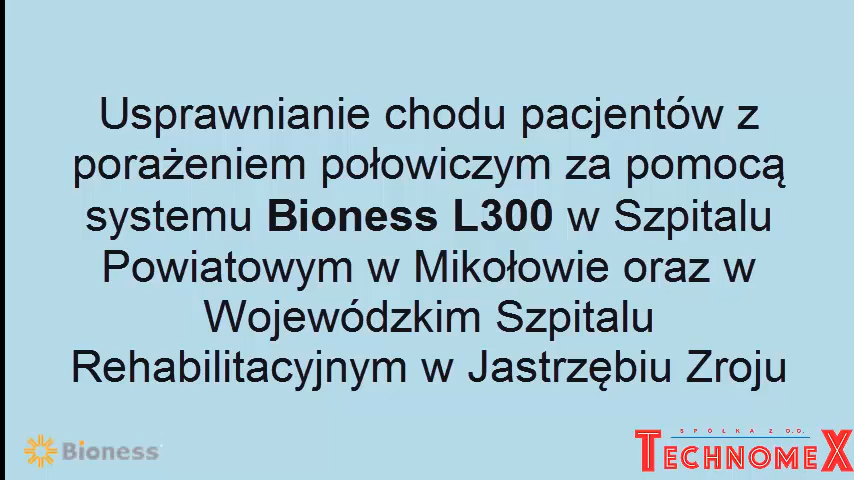 Usprawnianie chodu pacjentów z
porażeniem połowiczym za pomocą
systemu Bioness L300 w Szpitalu
Powiatowym w Mikołowie oraz w
Wojewódzkim Szpitalu
Rehabilitacyjnym w Jastrzębiu Zroju
Bioness
SPÓŁKA Z O.O.
TECHNOMEX